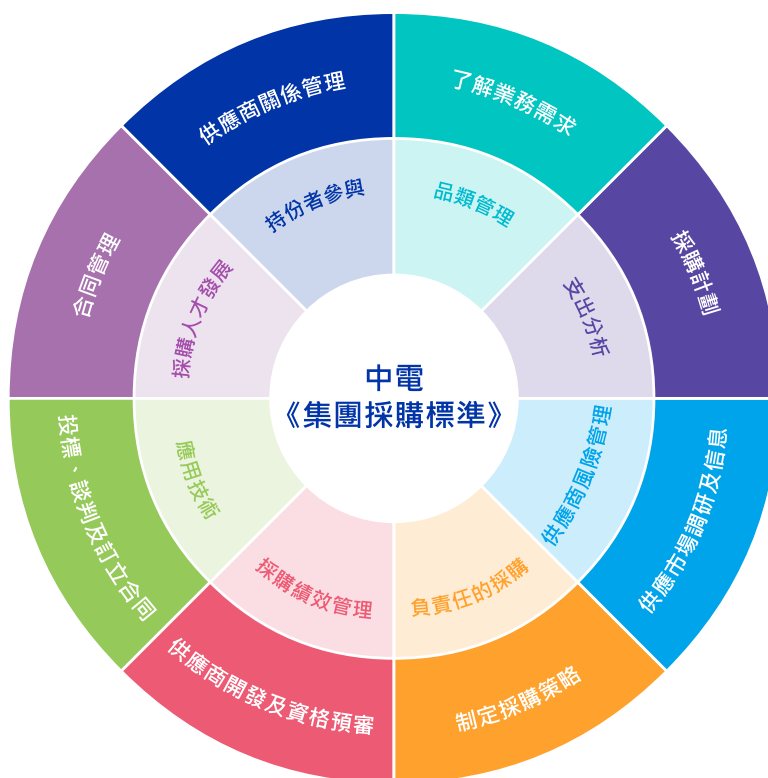 中電
《集團採購標準》
了解業務需求
採購計劃
供應市場調研及信息
制定採購策略
供應商開發及資格預審
投標、談判及訂立合同
合同管理
供應商關係管理
品類管理
支出分析
供應商風險管理
負責任的採購
採購績效管理
應用技術
採購人才發展
持份者參與